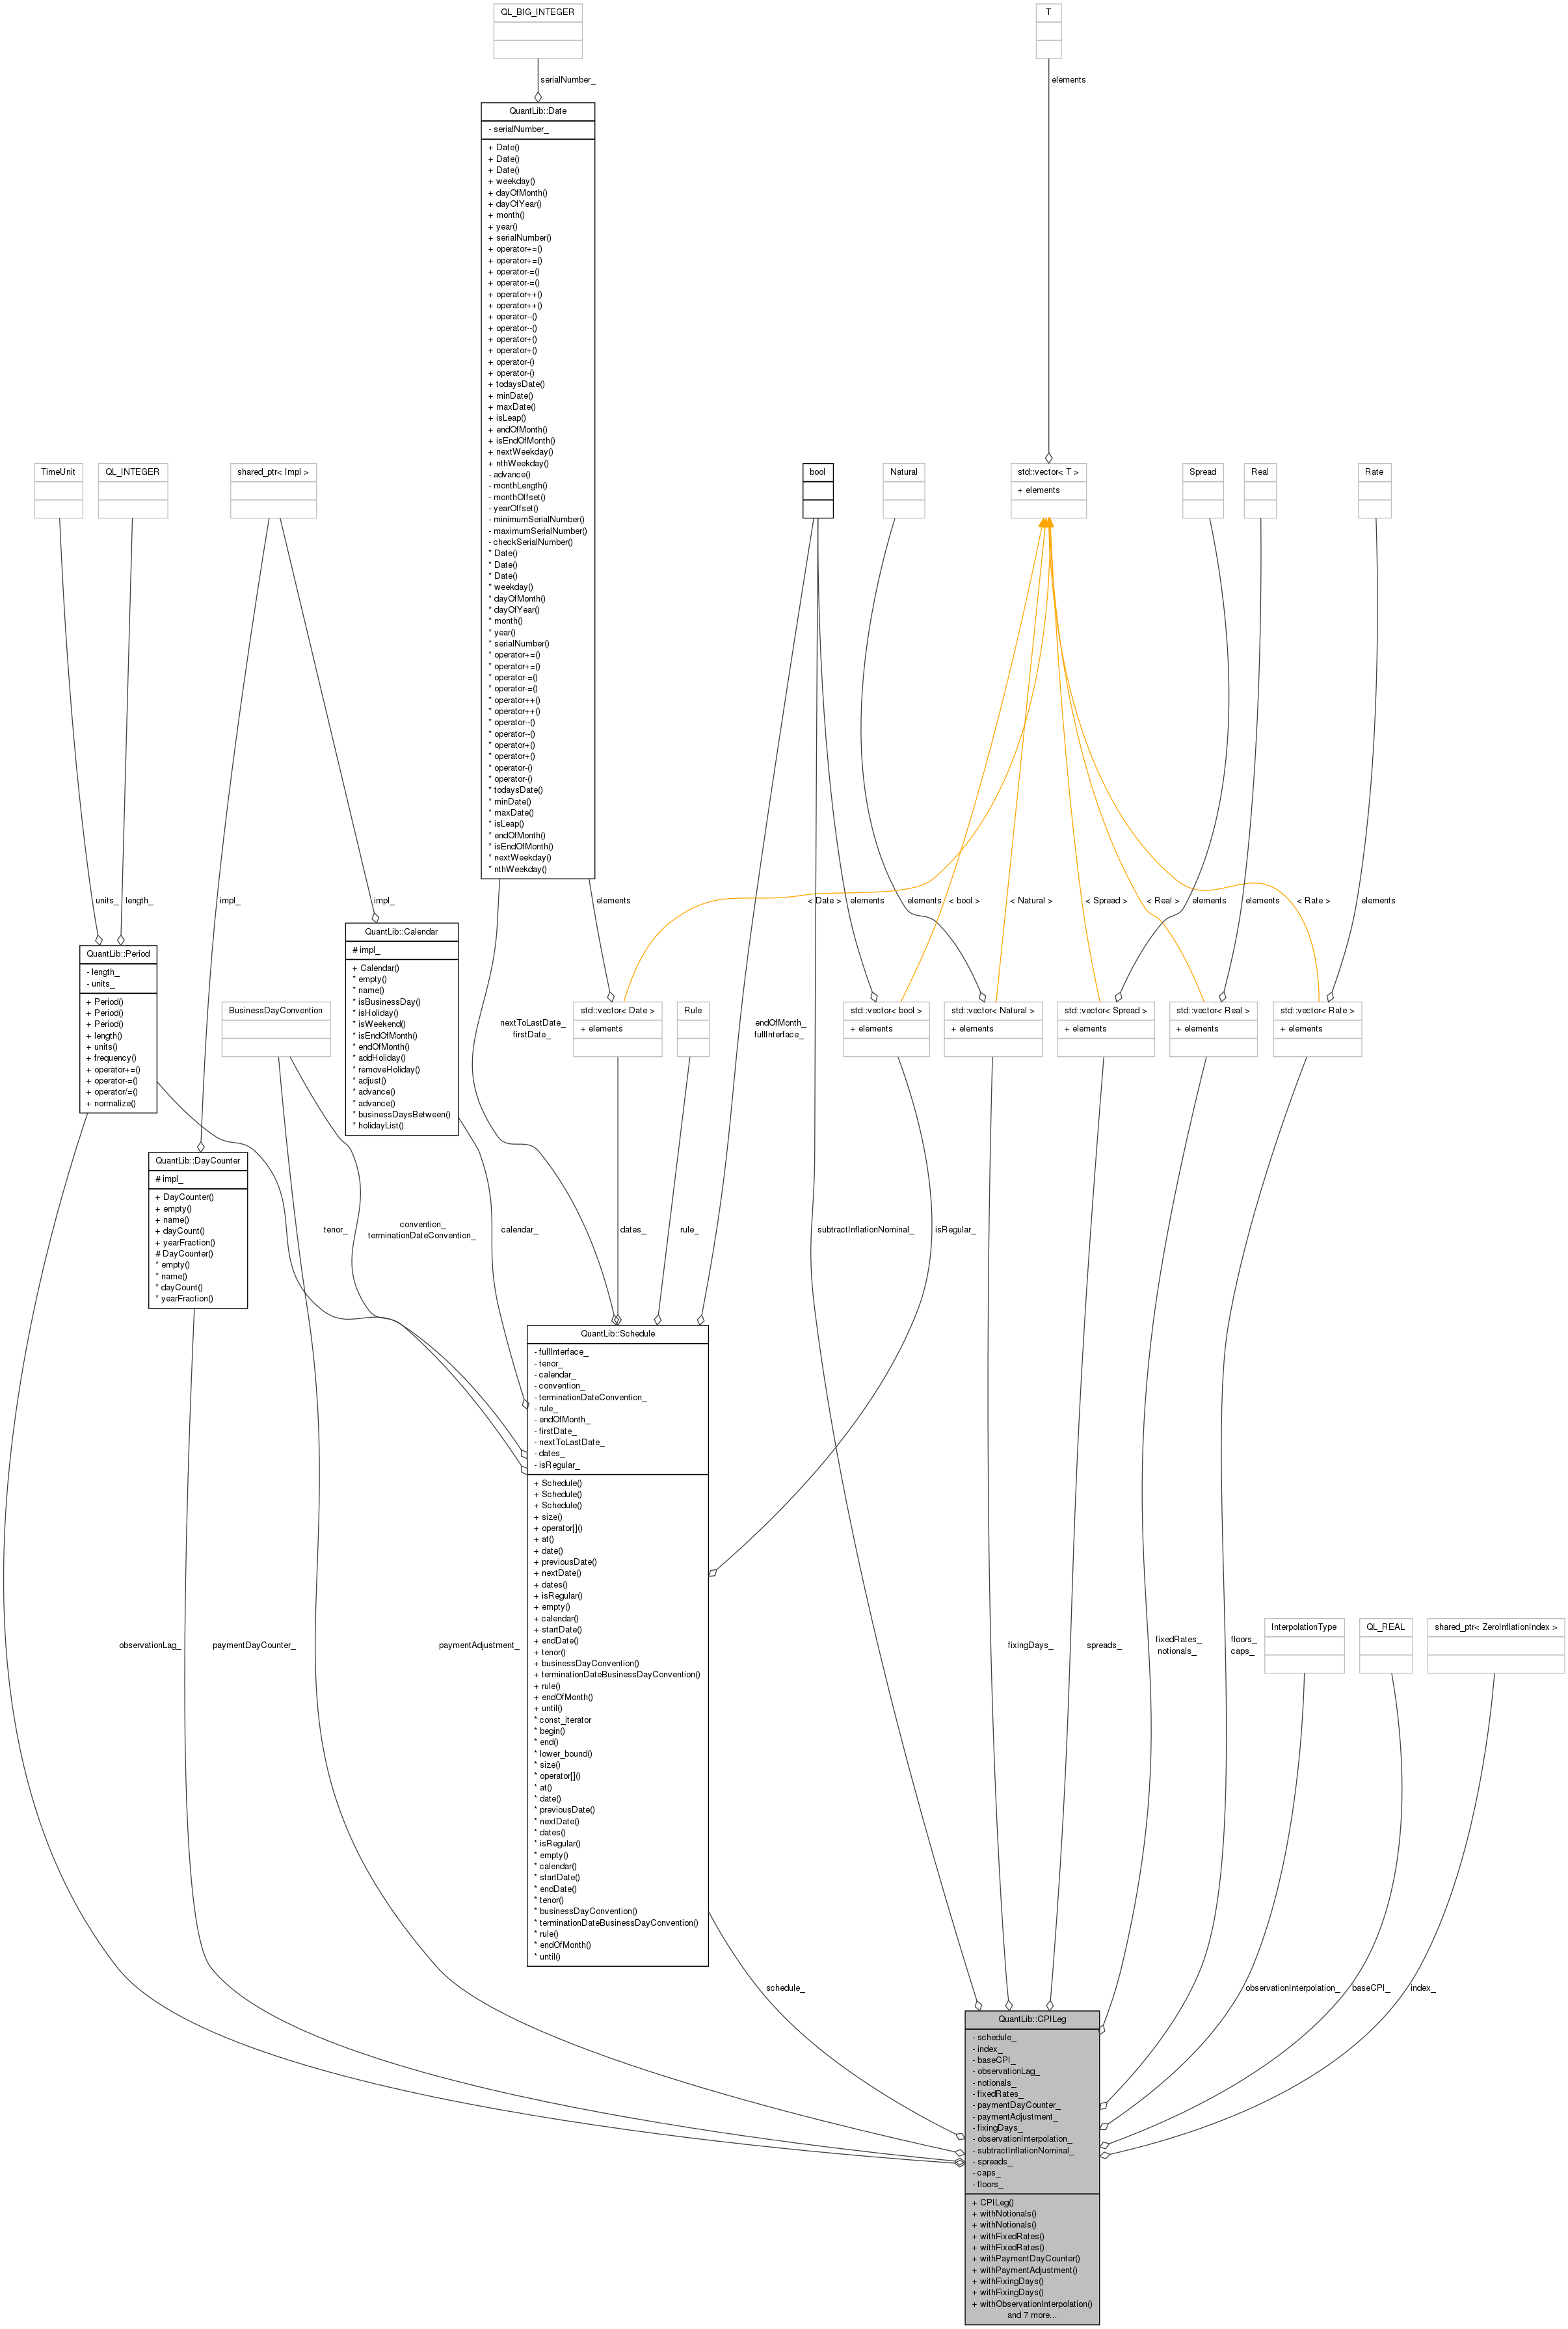 QL_BIG_INTEGER
T
serialNumber_
elements
QuantLib::Date
- serialNumber_
+ Date()
+ Date()
+ Date()
+ weekday()
+ dayOfMonth()
+ dayOfYear()
+ month()
+ year()
+ serialNumber()
+ operator+=()
+ operator+=()
+ operator-=()
+ operator-=()
+ operator++()
+ operator++()
+ operator--()
+ operator--()
+ operator+()
+ operator+()
+ operator-()
+ operator-()
+ todaysDate()
+ minDate()
+ maxDate()
+ isLeap()
+ endOfMonth()
+ isEndOfMonth()
+ nextWeekday()
+ nthWeekday()
- advance()
- monthLength()
- monthOffset()
- yearOffset()
- minimumSerialNumber()
- maximumSerialNumber()
- checkSerialNumber()
* Date()
* Date()
* Date()
* weekday()
* dayOfMonth()
* dayOfYear()
* month()
* year()
* serialNumber()
* operator+=()
* operator+=()
* operator-=()
* operator-=()
* operator++()
* operator++()
* operator--()
* operator--()
* operator+()
* operator+()
* operator-()
* operator-()
* todaysDate()
* minDate()
* maxDate()
* isLeap()
* endOfMonth()
* isEndOfMonth()
* nextWeekday()
* nthWeekday()
TimeUnit
QL_INTEGER
shared_ptr< Impl >
bool
Natural
std::vector< T >
+ elements
Spread
Real
Rate
units_
length_
impl_
impl_
elements
< Date >
elements
elements
< bool >
< Natural >
< Spread >
elements
< Real >
elements
< Rate >
elements
QuantLib::Period
- length_
- units_
+ Period()
+ Period()
+ Period()
+ length()
+ units()
+ frequency()
+ operator+=()
+ operator-=()
+ operator/=()
+ normalize()
QuantLib::Calendar
# impl_
+ Calendar()
* empty()
* name()
* isBusinessDay()
* isHoliday()
* isWeekend()
* isEndOfMonth()
* endOfMonth()
* addHoliday()
* removeHoliday()
* adjust()
* advance()
* advance()
* businessDaysBetween()
* holidayList()
BusinessDayConvention
nextToLastDate_
firstDate_
std::vector< Date >
+ elements
Rule
endOfMonth_
fullInterface_
std::vector< bool >
+ elements
std::vector< Natural >
+ elements
std::vector< Spread >
+ elements
std::vector< Real >
+ elements
std::vector< Rate >
+ elements
QuantLib::DayCounter
# impl_
+ DayCounter()
+ empty()
+ name()
+ dayCount()
+ yearFraction()
# DayCounter()
* empty()
* name()
* dayCount()
* yearFraction()
tenor_
convention_
terminationDateConvention_
calendar_
dates_
rule_
subtractInflationNominal_
isRegular_
QuantLib::Schedule
- fullInterface_
- tenor_
- calendar_
- convention_
- terminationDateConvention_
- rule_
- endOfMonth_
- firstDate_
- nextToLastDate_
- dates_
- isRegular_
+ Schedule()
+ Schedule()
+ Schedule()
+ size()
+ operator[]()
+ at()
+ date()
+ previousDate()
+ nextDate()
+ dates()
+ isRegular()
+ empty()
+ calendar()
+ startDate()
+ endDate()
+ tenor()
+ businessDayConvention()
+ terminationDateBusinessDayConvention()
+ rule()
+ endOfMonth()
+ until()
* const_iterator
* begin()
* end()
* lower_bound()
* size()
* operator[]()
* at()
* date()
* previousDate()
* nextDate()
* dates()
* isRegular()
* empty()
* calendar()
* startDate()
* endDate()
* tenor()
* businessDayConvention()
* terminationDateBusinessDayConvention()
* rule()
* endOfMonth()
* until()
observationLag_
paymentDayCounter_
paymentAdjustment_
fixingDays_
spreads_
fixedRates_
notionals_
floors_
caps_
InterpolationType
QL_REAL
shared_ptr< ZeroInflationIndex >
schedule_
observationInterpolation_
baseCPI_
index_
QuantLib::CPILeg
- schedule_
- index_
- baseCPI_
- observationLag_
- notionals_
- fixedRates_
- paymentDayCounter_
- paymentAdjustment_
- fixingDays_
- observationInterpolation_
- subtractInflationNominal_
- spreads_
- caps_
- floors_
+ CPILeg()
+ withNotionals()
+ withNotionals()
+ withFixedRates()
+ withFixedRates()
+ withPaymentDayCounter()
+ withPaymentAdjustment()
+ withFixingDays()
+ withFixingDays()
+ withObservationInterpolation()
and 7 more...